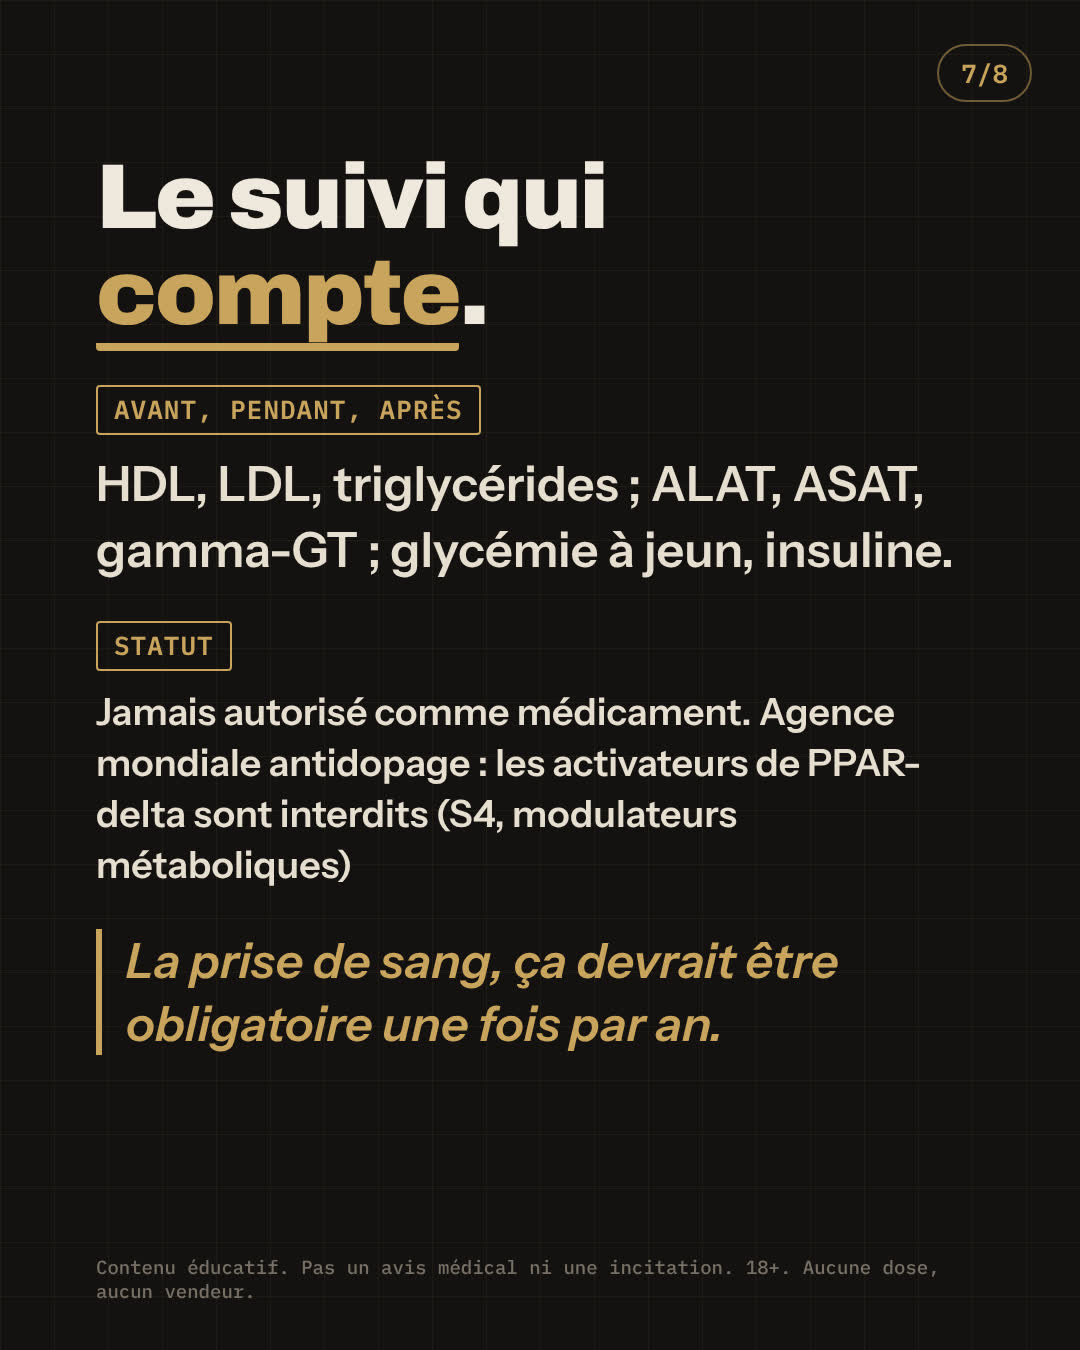 7/8
Le suivi qui
compte.
AVANT, PENDANT, APRÈS
HDL, LDL, triglycérides ; ALAT, ASAT,
gamma-GT ; glycémie à jeun, insuline.
STATUT
Jamais autorisé comme médicament. Agence
mondiale antidopage : les activateurs de PPAR-
delta sont interdits (S4, modulateurs
métaboliques)
La prise de sang, ça devrait être
obligatoire une fois par an.
Contenu éducatif. Pas un avis médical ni une incitation. 18+. Aucune dose,
aucun vendeur.